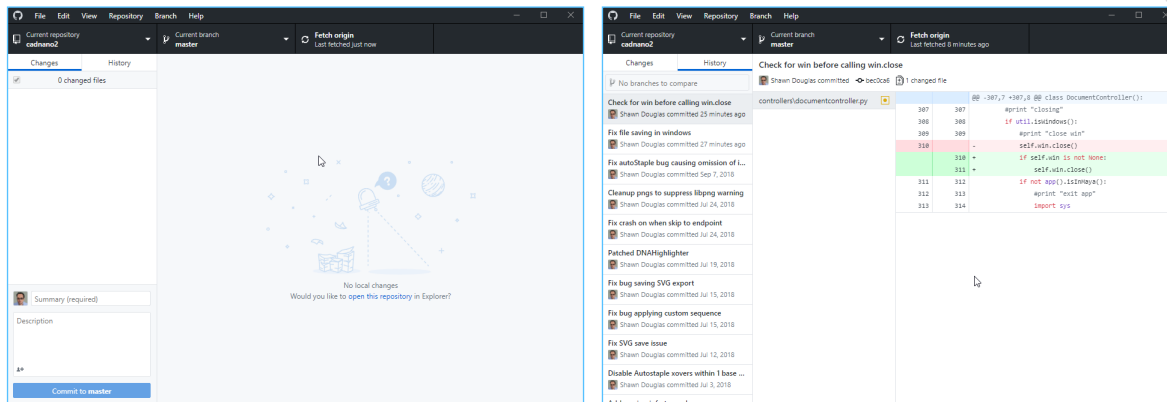 File Edit View Repository Branch Help
Current repository
cadnano2
Current branch
master
Fetch origin
Last fetched just now
Changes History
0 changed files
No local changes
Would you like to open this repository in Explorer?
Summary (required)
Description
Commit to master
File Edit View Repository Branch Help
Current repository
cadnano2
Current branch
master
Fetch origin
Last fetched 8 minutes ago
Changes History
No branches to compare
Check for win before calling win.close
Shawn Douglas committed 25 minutes ago
Fix file saving in windows
Shawn Douglas committed 27 minutes ago
Fix autoStaple bug causing omission of i...
Shawn Douglas committed Sep 7, 2018
Cleanup pngs to suppress libpng warning
Shawn Douglas committed Jul 24, 2018
Fix crash on when skip to endpoint
Shawn Douglas committed Jul 24, 2018
Patched DNAHighlighter
Shawn Douglas committed Jul 19, 2018
Fix bug saving SVG export
Shawn Douglas committed Jul 15, 2018
Fix bug applying custom sequence
Shawn Douglas committed Jul 15, 2018
Fix SVG save issue
Shawn Douglas committed Jul 12, 2018
Disable Autostaple xovers within 1 base ...
Shawn Douglas committed Jul 3, 2018
Check for win before calling win.close
Shawn Douglas committed bec0ca6 1 changed file
controllers\documentcontroller.py
@@ -307,7 +307,8 @@ class DocumentController():
307 307 #print "closing"
308 308 if util.isWindows():
309 309 #print "close win"
310 - self.win.close()
310 + if self.win is not None:
311 + self.win.close()
311 312 if not app().isInMaya():
312 313 #print "exit app"
313 314 import sys